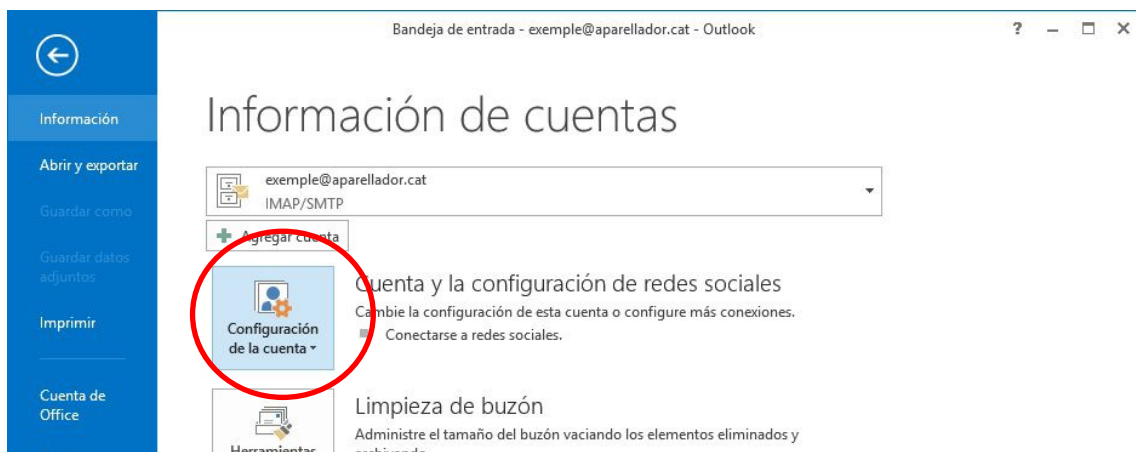 Bandeja de entrada - exemple@aparellador.cat - Outlook
?
Información
Abrir y exportar
Guardar como
Guardar datos
adjuntos
Imprimir
Cuenta de
Office
Información de cuentas
exemple@aparellador.cat
IMAP/SMTP
Agregar cuenta
Configuración
de la cuenta
Cuenta y la configuración de redes sociales
Cambie la configuración de esta cuenta o configure más conexiones.
Conectarse a redes sociales.
Herramientas
Limpieza de buzón
Administre el tamaño del buzón vaciando los elementos eliminados y
archivando